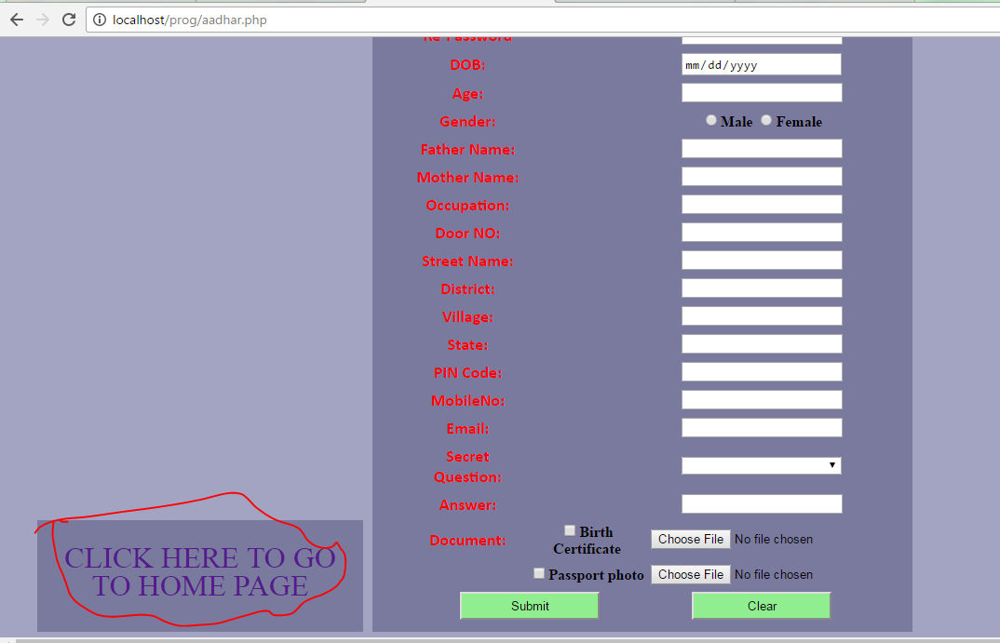 localhost/prog/aadhar.php
Re-Password
DOB: mm/dd/yyyy
Age:
Gender: Male Female
Father Name:
Mother Name:
Occupation:
Door NO:
Street Name:
District:
Village:
State:
PIN Code:
MobileNo:
Email:
Secret
Question:
Answer:
Document: Birth
Certificate Choose File No file chosen
Passport photo Choose File No file chosen
Submit Clear
CLICK HERE TO GO
TO HOME PAGE